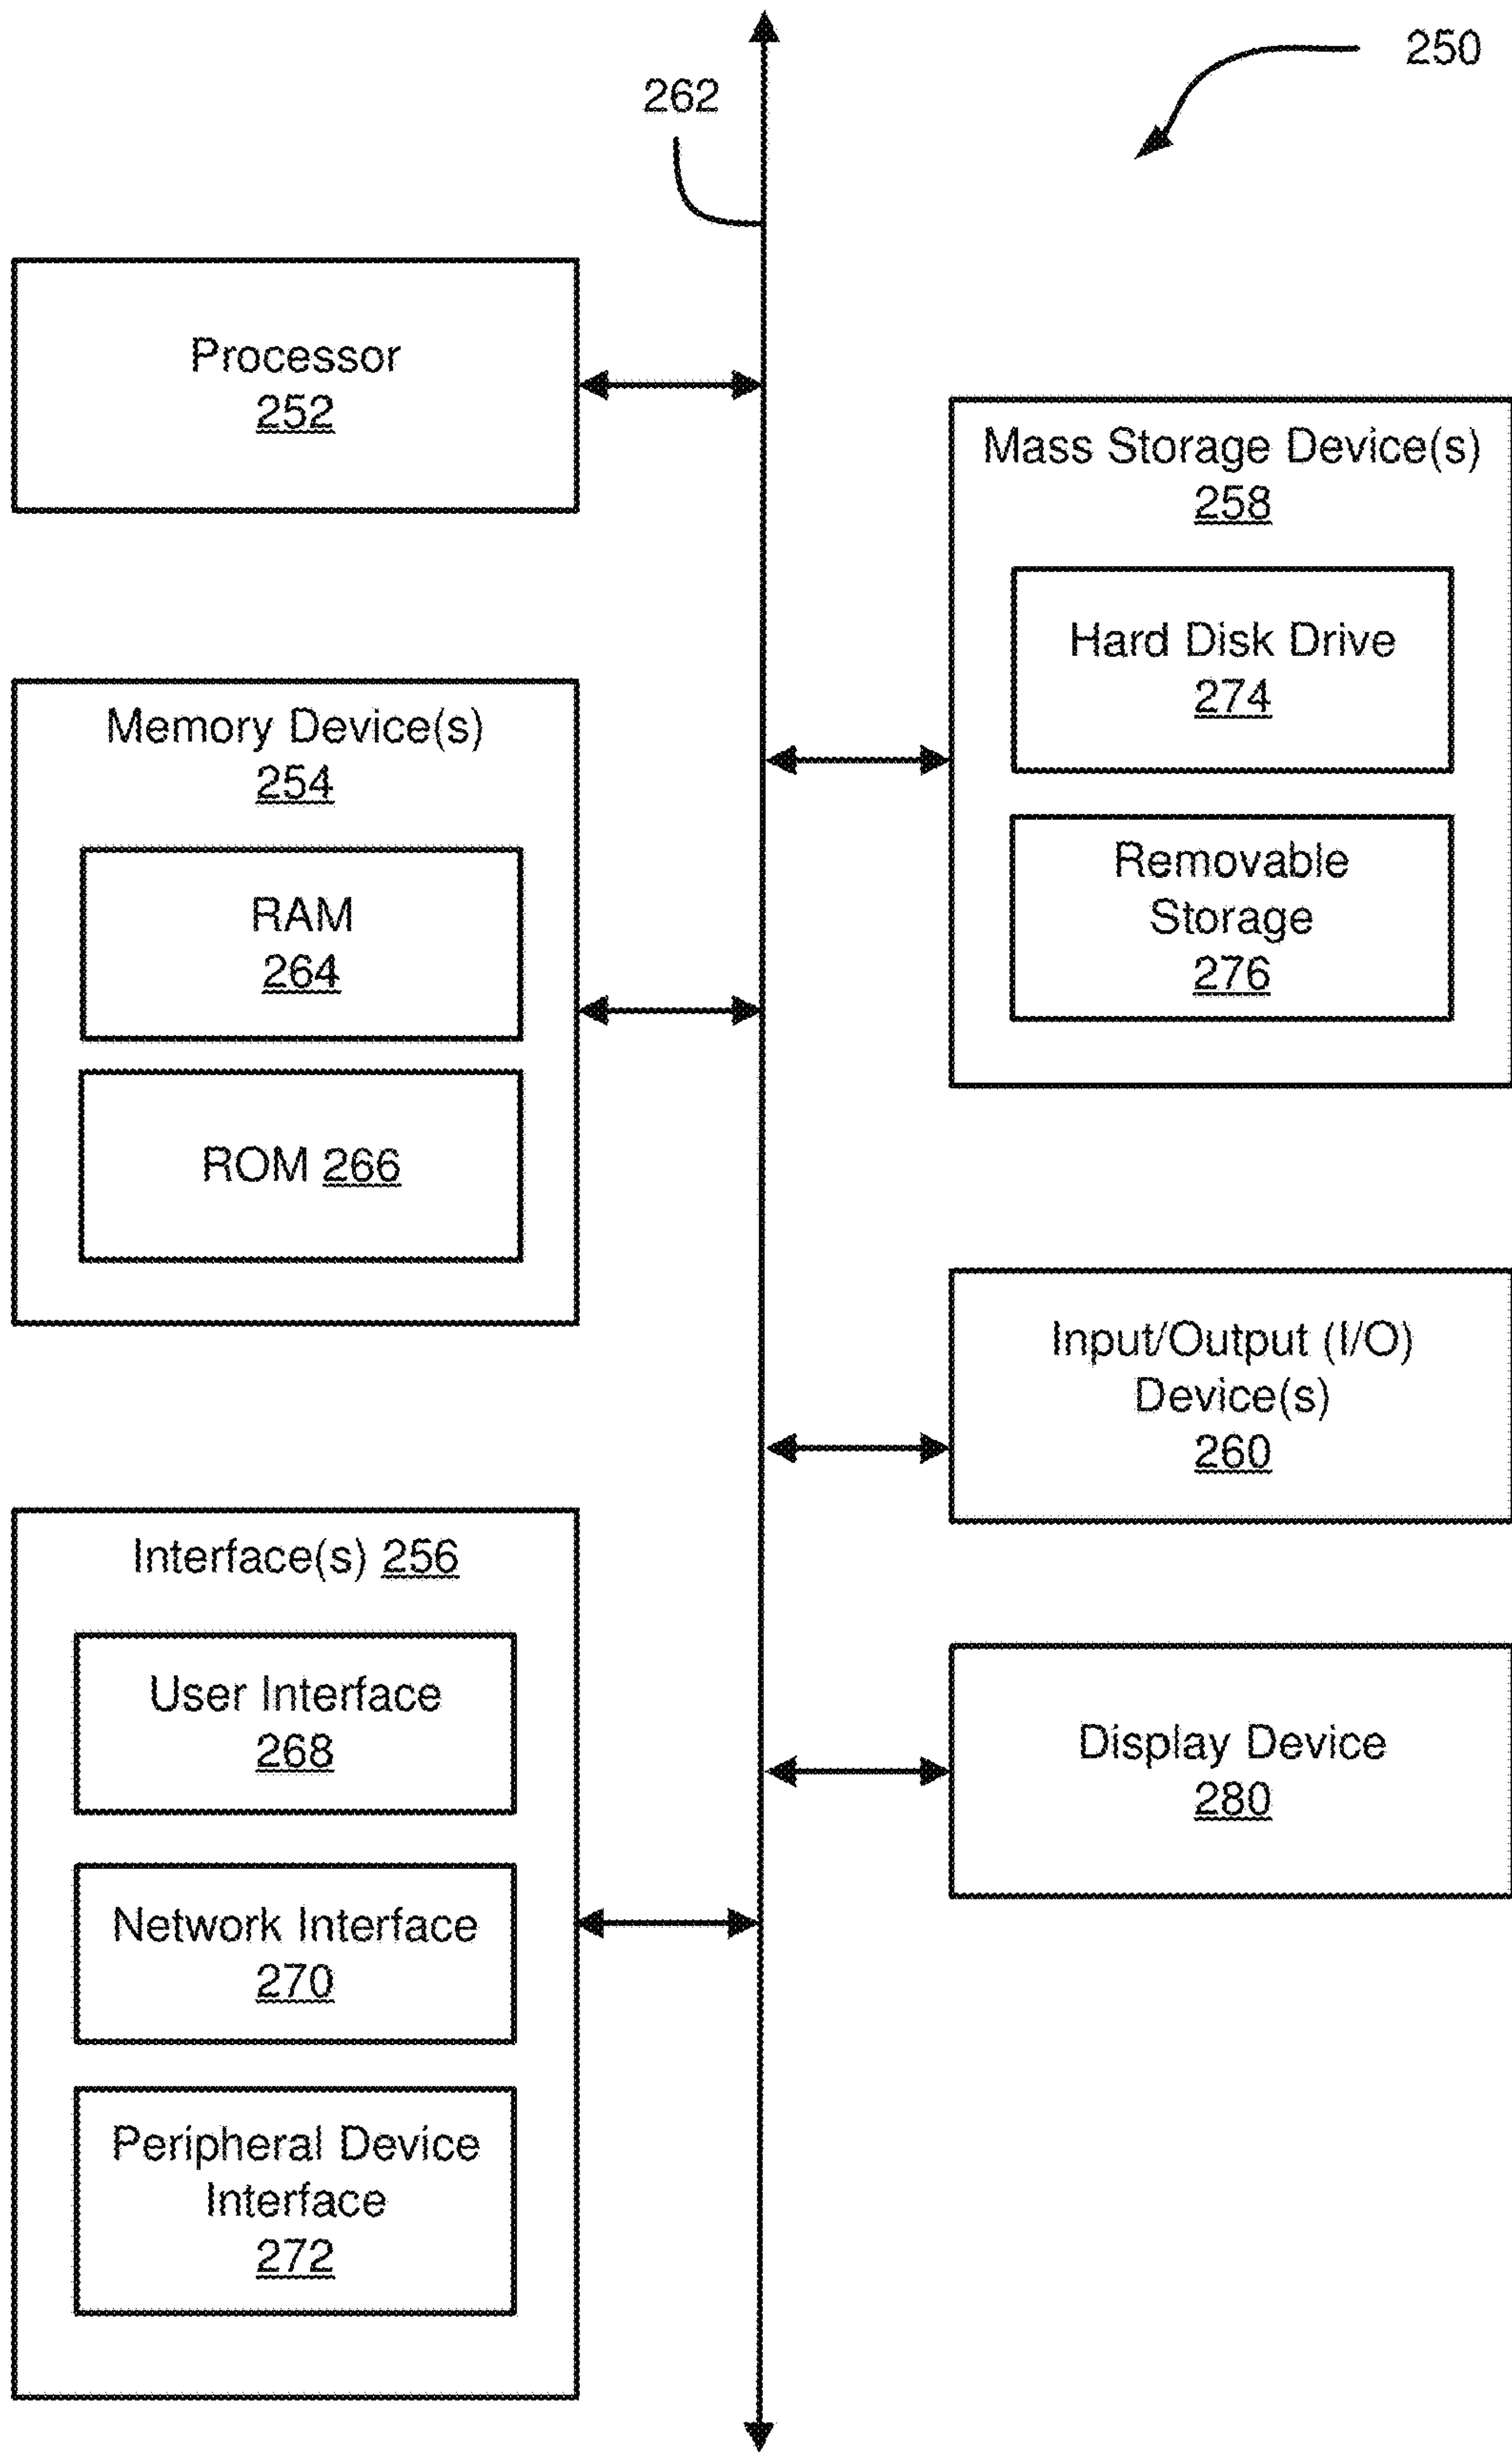 250
262
Processor
252
Mass Storage Device(s)
258
Hard Disk Drive
274
Removable
Storage
276
Memory Device(s)
254
RAM
264
ROM 266
Input/Output (I/O)
Device(s)
260
Interface(s) 256
User Interface
268
Network Interface
270
Peripheral Device
Interface
272
Display Device
280